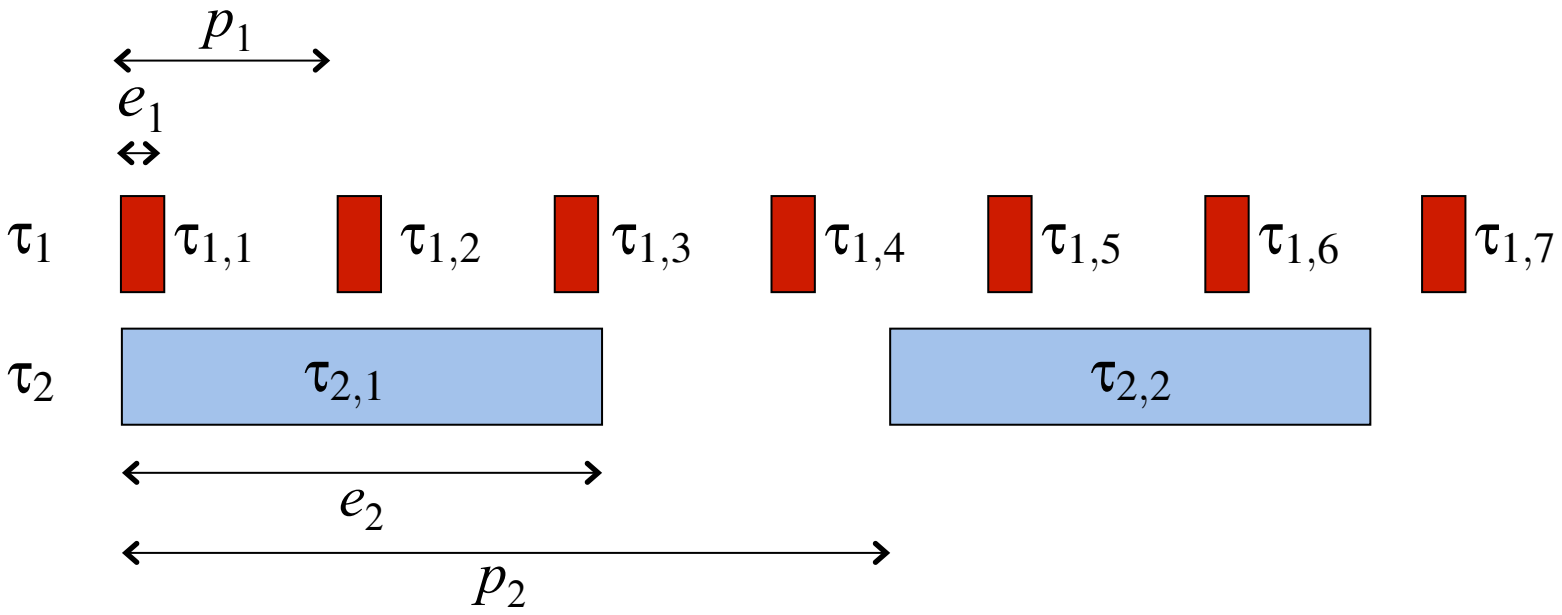 p₁
e₁
τ₁ τ₁,₁ τ₁,₂ τ₁,₃ τ₁,₄ τ₁,₅ τ₁,₆ τ₁,₇
τ₂ τ₂,₁ τ₂,₂
e₂
p₂